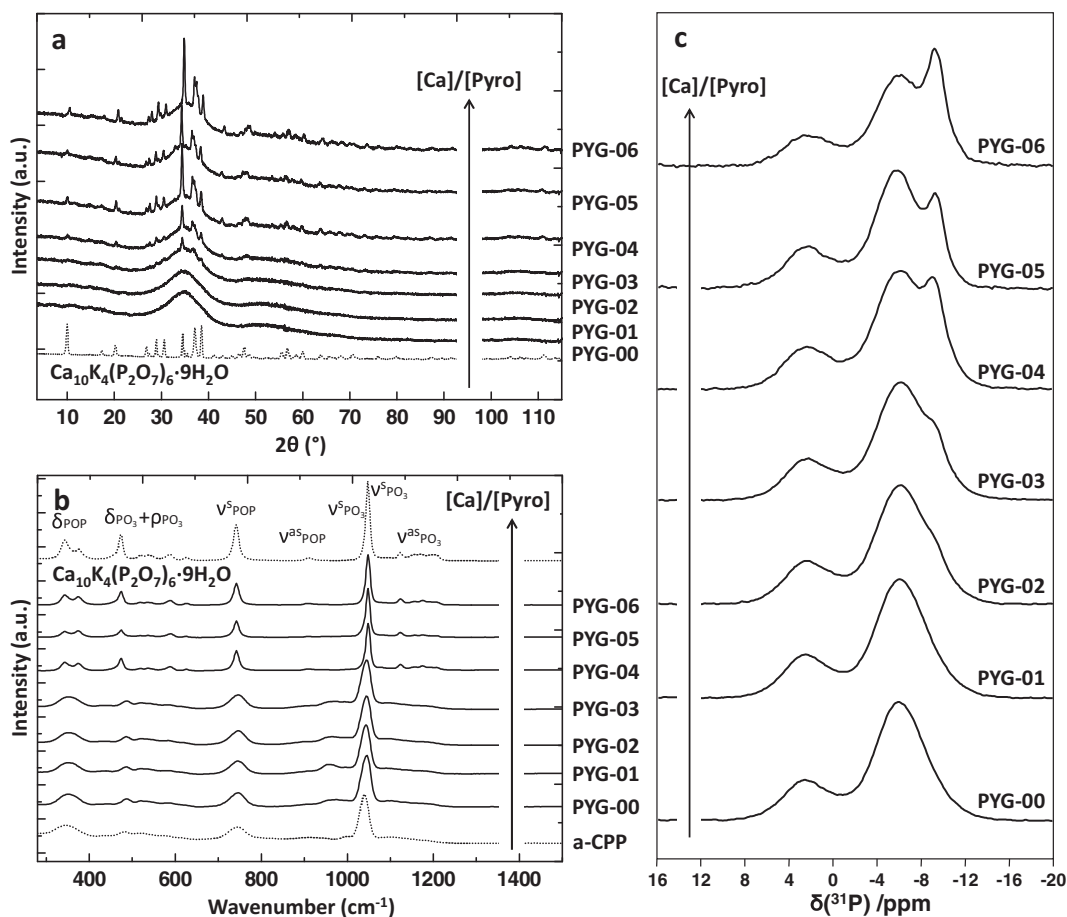 a
[Ca]/[Pyro]
PYG-06
PYG-05
PYG-04
PYG-03
PYG-02
PYG-01
PYG-00
Ca₁₀K₄(P₂O₇)₆·9H₂O
Intensity (a.u.)
10 20 30 40 50 60 70 80 90 100 110
2θ (°)
b
[Ca]/[Pyro]
δPOP
δPO₃+ρPO₃
νˢPOP
νᵃˢPOP
νˢPO₃
νˢPO₃
νᵃˢPO₃
Ca₁₀K₄(P₂O₇)₆·9H₂O
PYG-06
PYG-05
PYG-04
PYG-03
PYG-02
PYG-01
PYG-00
a-CPP
Intensity (a.u.)
400 600 800 1000 1200 1400
Wavenumber (cm⁻¹)
c
[Ca]/[Pyro]
PYG-06
PYG-05
PYG-04
PYG-03
PYG-02
PYG-01
PYG-00
16 12 8 4 0 -4 -8 -12 -16 -20
δ(³¹P) /ppm